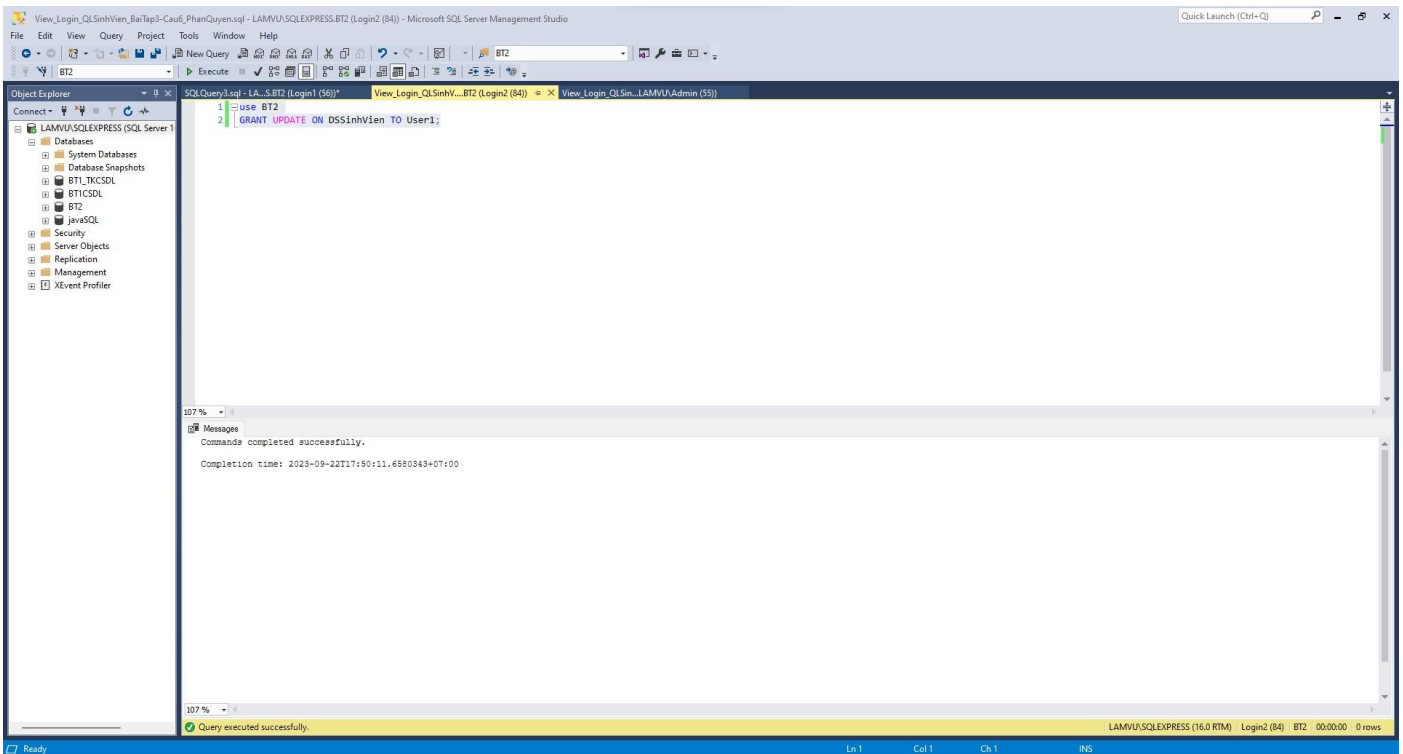 View_Login_QLSinhVien_BaiTap3-Cau6_PhanQuyen.sql - LAMVU\SQLEXPRESS.BT2 (Login2 (84)) - Microsoft SQL Server Management Studio
Quick Launch (Ctrl+Q)
File Edit View Query Project Tools Window Help
New Query
BT2
BT2
Execute
Object Explorer
SQLQuery3.sql - LA...S.BT2 (Login1 (56))*
View_Login_QLSinhV....BT2 (Login2 (84))
View_Login_QLSin...LAMVU\Admin (55))
Connect
LAMVU\SQLEXPRESS (SQL Server 1
Databases
System Databases
Database Snapshots
BT1_TKCSDL
BT1CSDL
BT2
javaSQL
Security
Server Objects
Replication
Management
XEvent Profiler
1 use BT2
2 GRANT UPDATE ON DSSinhVien TO User1;
107 %
Messages
Commands completed successfully.
Completion time: 2023-09-22T17:50:11.6580343+07:00
107 %
Query executed successfully.
LAMVU\SQLEXPRESS (16.0 RTM) Login2 (84) BT2 00:00:00 0 rows
Ready
Ln 1 Col 1 Ch 1 INS